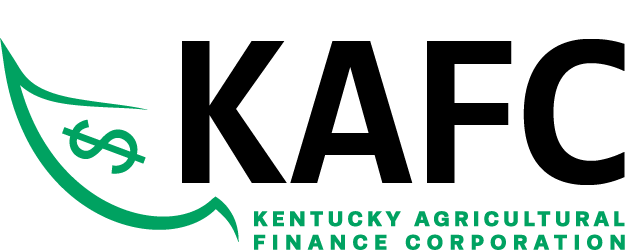 $
KAFC
KENTUCKY AGRICULTURAL
FINANCE CORPORATION